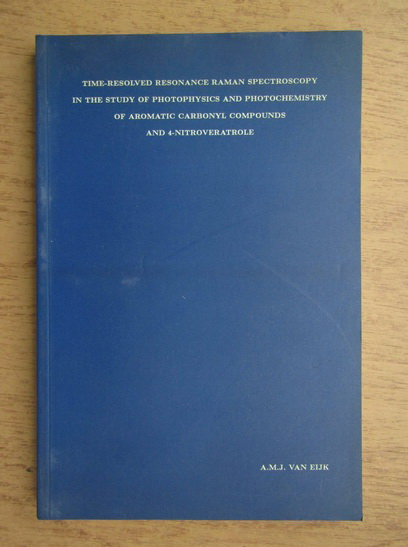 TIME-RESOLVED RESONANCE RAMAN SPECTROSCOPY
IN THE STUDY OF PHOTOPHYSICS AND PHOTOCHEMISTRY
OF AROMATIC CARBONYL COMPOUNDS
AND 4-NITROVERATROLE
A.M.J. VAN EIJK